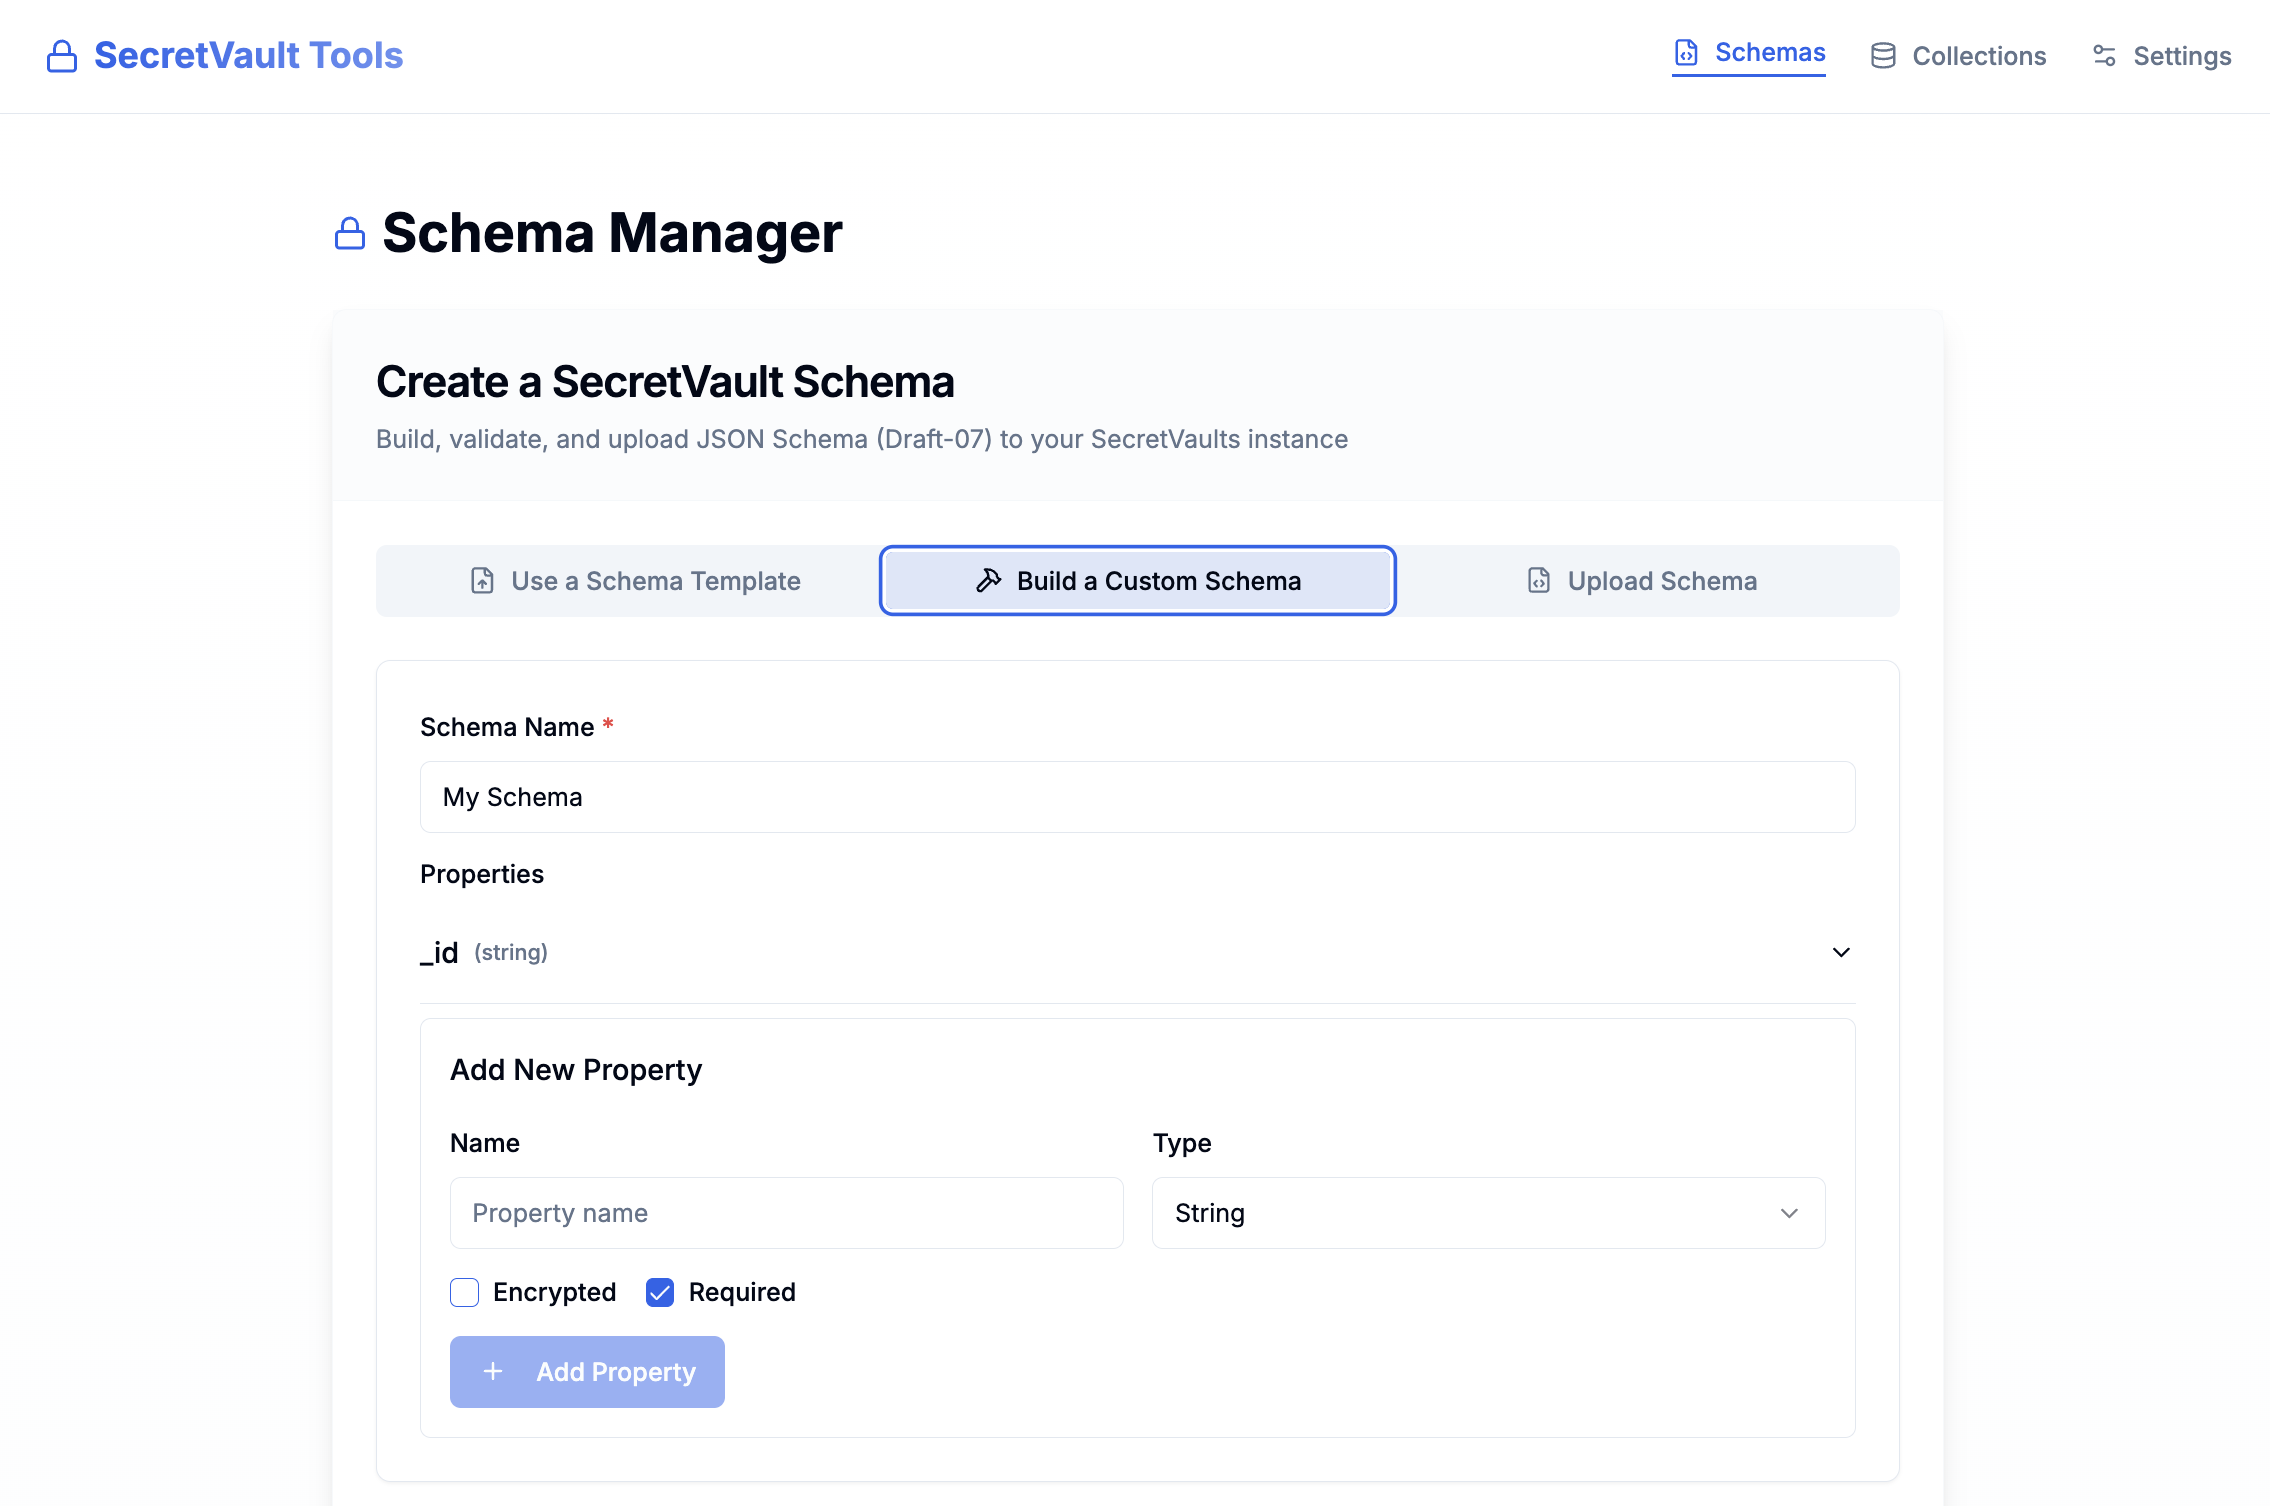 SecretVault Tools
Schemas
Collections
Settings
Schema Manager
Create a SecretVault Schema
Build, validate, and upload JSON Schema (Draft-07) to your SecretVaults instance
Use a Schema Template
Build a Custom Schema
Upload Schema
Schema Name *
My Schema
Properties
_id (string)
Add New Property
Name
Type
Property name
String
Encrypted
Required
+ Add Property